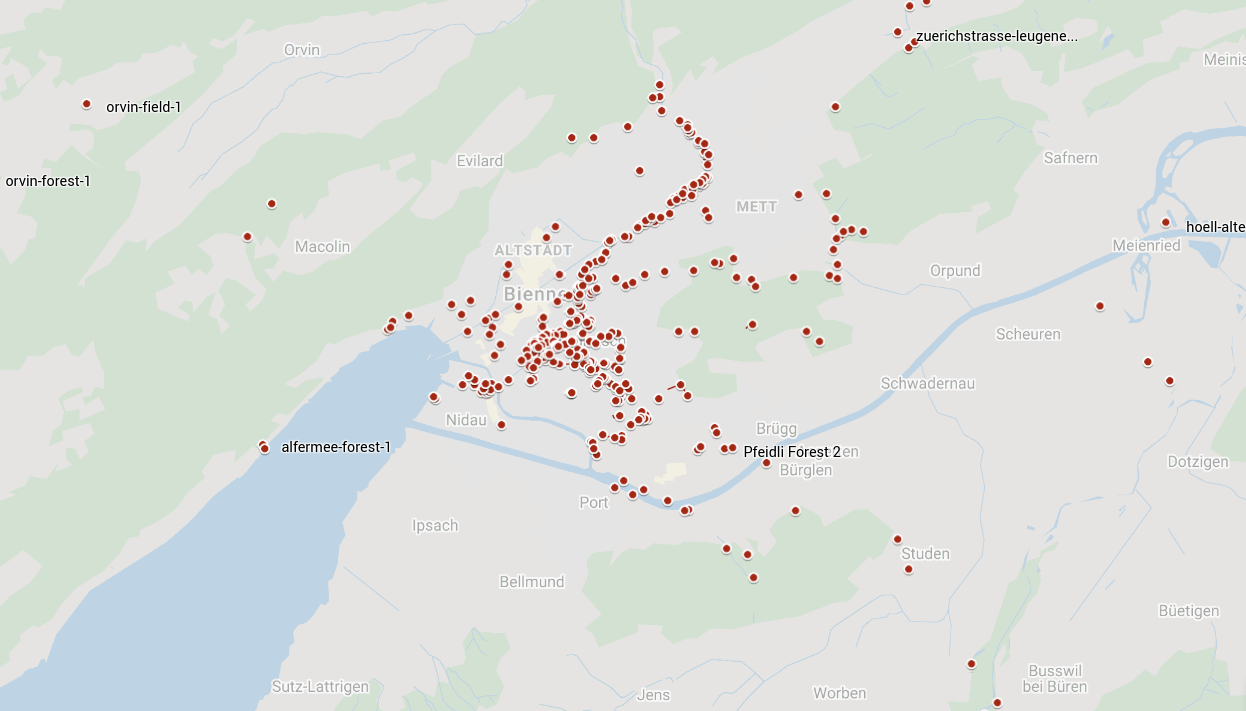 zuerichstrasse-leugene...
Orvin
Meinis
orvin-field-1
Evilard
Safnern
orvin-forest-1
METT
hoell-alte
Macolin
ALTSTADT
Meienried
Orpund
Bienne
Scheuren
Schwadernau
Nidau
Brügg
alfermee-forest-1
Pfeidli Forest 2
Bürglen
Dotzigen
Port
Ipsach
Studen
Bellmund
Büetigen
Busswil
bei Büren
Sutz-Lattrigen
Jens
Worben